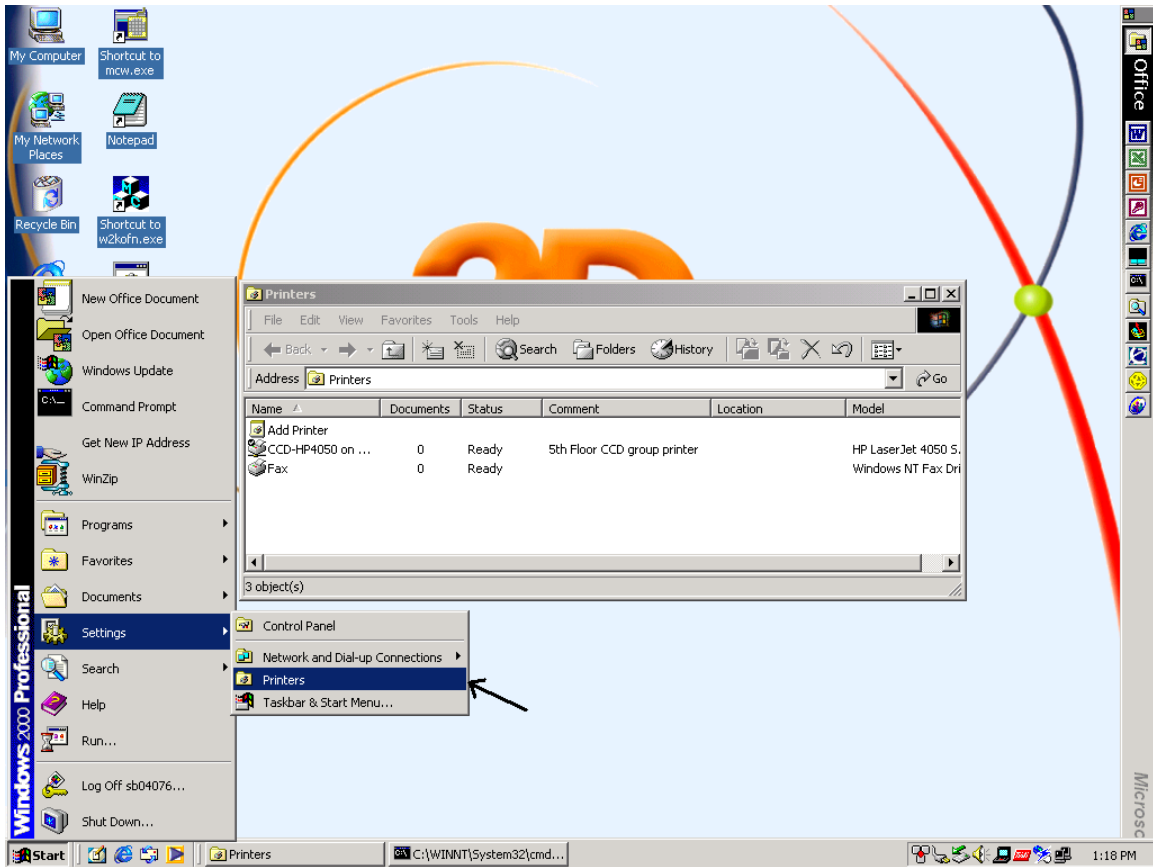 My Computer
Shortcut to
mcw.exe
My Network
Places
Notepad
Recycle Bin
Shortcut to
w2kofn.exe
Office
Microsc
New Office Document
Open Office Document
Windows Update
Command Prompt
Get New IP Address
WinZip
Programs
Favorites
Documents
Settings
Search
Help
Run...
Log Off sb04076...
Shut Down...
Windows 2000 Professional
Control Panel
Network and Dial-up Connections
Printers
Taskbar & Start Menu...
Printers
File Edit View Favorites Tools Help
Back Search Folders History
Address Printers Go
Name Documents Status Comment Location Model
Add Printer
CCD-HP4050 on ... 0 Ready 5th Floor CCD group printer HP LaserJet 4050 S.
Fax 0 Ready Windows NT Fax Dri
3 object(s)
Start Printers C:\WINNT\System32\cmd... 1:18 PM